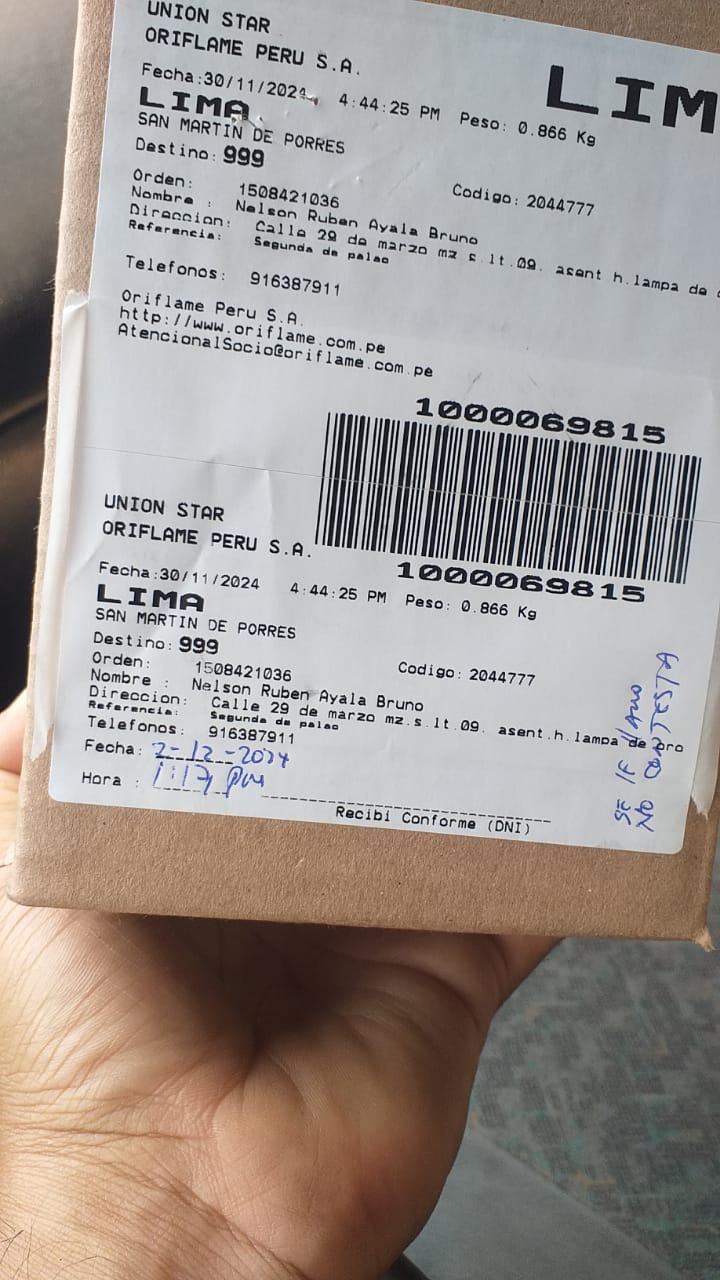 UNION STAR
ORIFLAME PERU S.A.
LIM
Fecha:30/11/2024 4:44:25 PM Peso: 0.866 Kg
LIMA
SAN MARTIN DE PORRES
Destino: 999
Orden: 1508421036 Codigo: 2044777
Nombre : Nelson Ruben Ayala Bruno
Direccion: Calle 29 de marzo mz.s.lt.09. asent.h.lampa de
Referencia: Segunda de palao
Telefonos: 916387911
Oriflame Peru S.A.
http://www.oriflame.com.pe
AtencionalSocio@oriflame.com.pe
1000069815
1000069815
UNION STAR
ORIFLAME PERU S.A.
Fecha:30/11/2024 4:44:25 PM Peso: 0.866 Kg
LIMA
SAN MARTIN DE PORRES
Destino: 999
Orden: 1508421036 Codigo: 2044777
Nombre : Nelson Ruben Ayala Bruno
Direccion: Calle 29 de marzo mz.s.lt.09. asent.h.lampa de oro
Referencia: Segunda de palao
Telefonos: 916387911
Fecha: 2-12-2024
Hora : 1:17 pm
Recibi Conforme (DNI)
SE LE LLAMO
NO CONTESTA